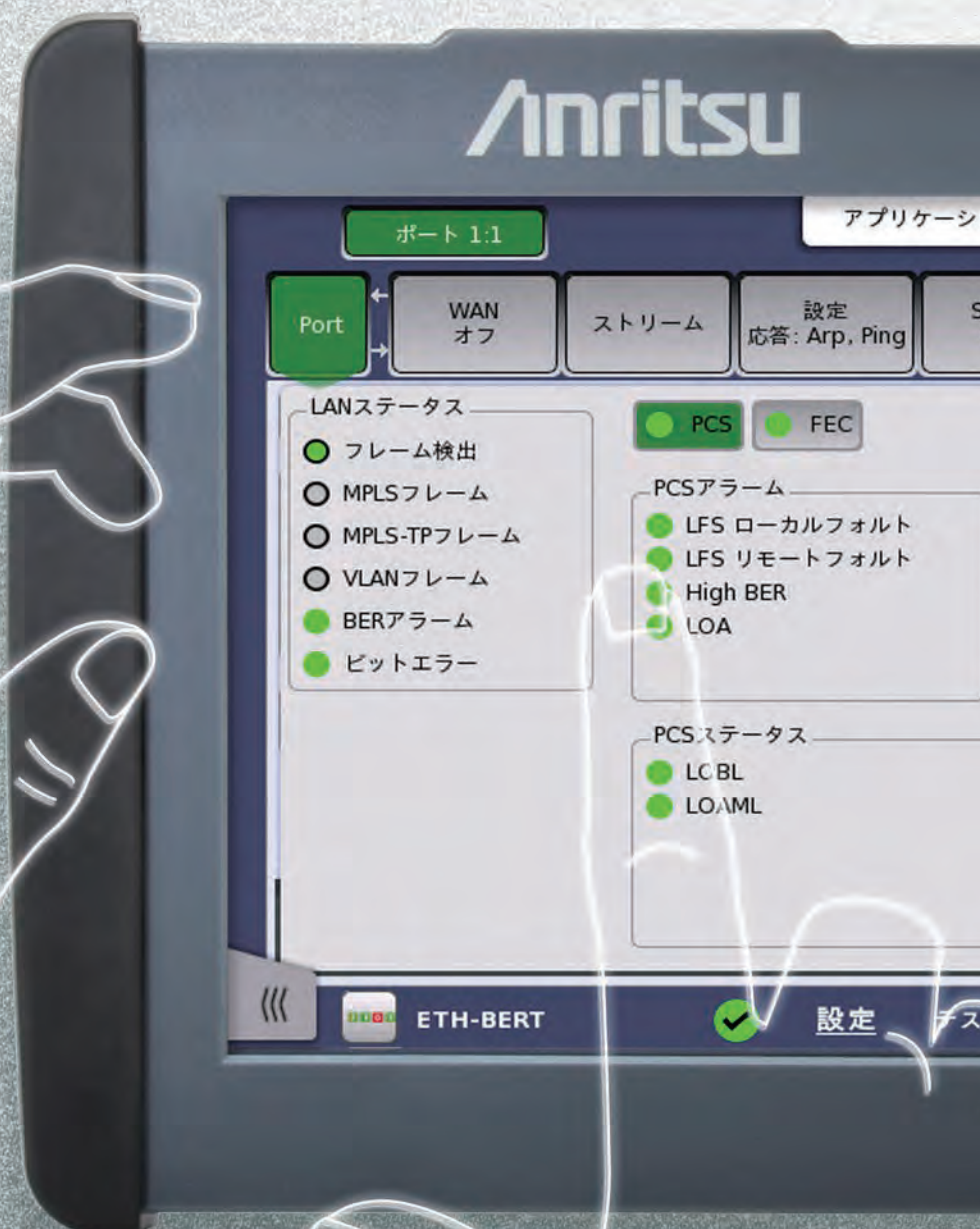 Anritsu
ポート 1:1
アプリケーシ
Port
WAN
オフ
ストリーム
設定
応答: Arp, Ping
S
LANステータス
フレーム検出
MPLSフレーム
MPLS-TPフレーム
VLANフレーム
BERアラーム
ビットエラー
PCS
FEC
PCSアラーム
LFS ローカルフォルト
LFS リモートフォルト
High BER
LOA
PCSステータス
LOBL
LOAML
ETH-BERT
設定
テス